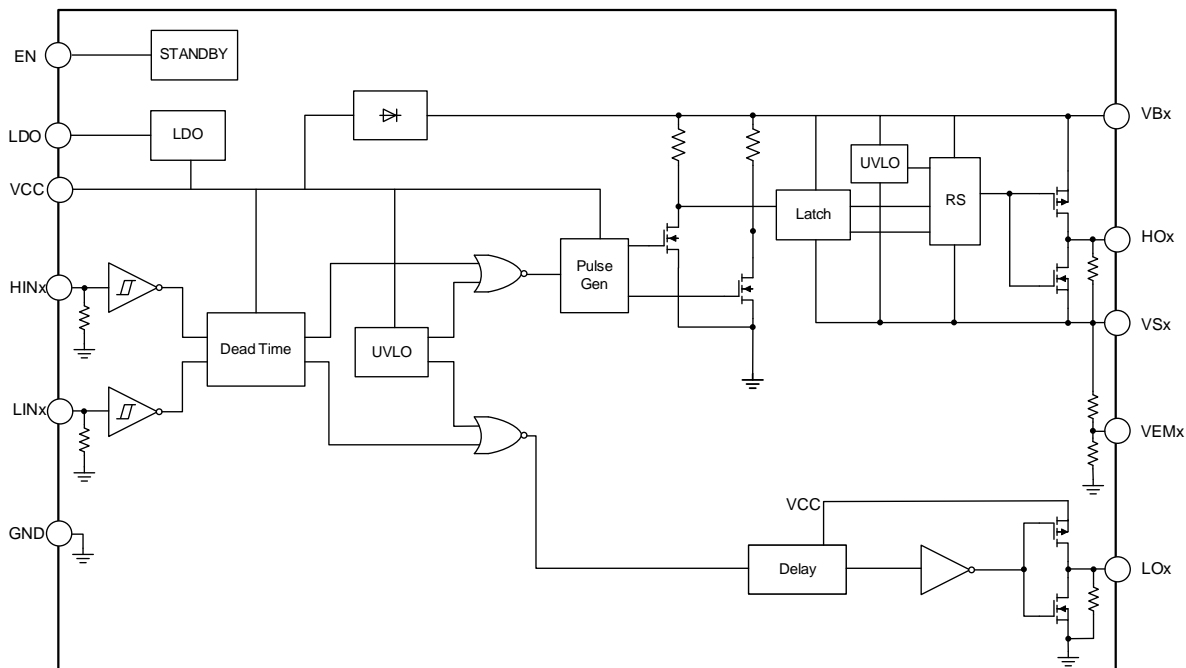 EN
STANDBY
LDO
LDO
VCC
VBx
UVLO
RS
Latch
HOx
HINx
Pulse
Gen
Dead Time
UVLO
VSx
LINx
VEMx
GND
VCC
Delay
LOx